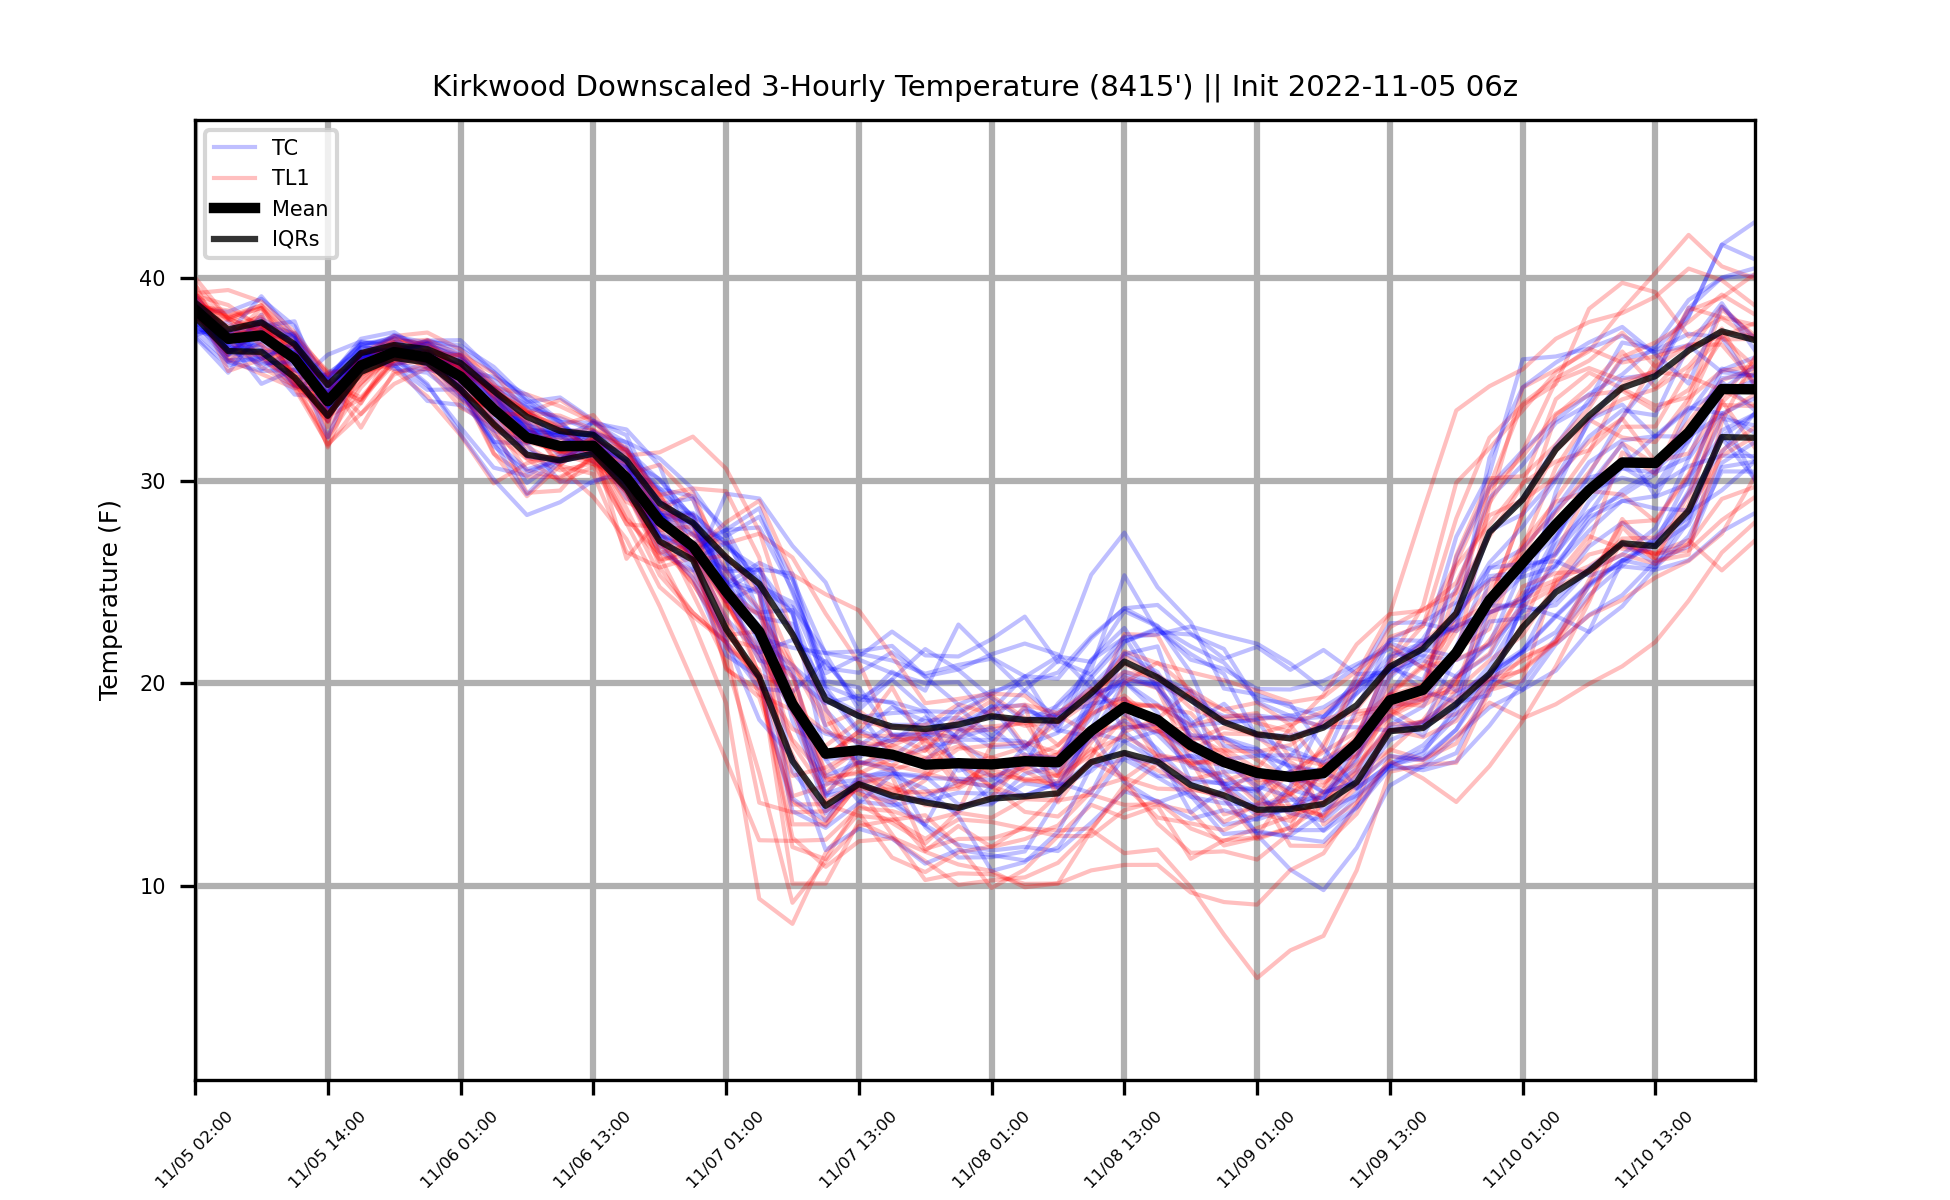 Kirkwood Downscaled 3-Hourly Temperature (8415') || Init 2022-11-05 06z
TC
TL1
Mean
IQRs
40
30
20
10
Temperature (F)
11/05 02:00
11/05 14:00
11/06 01:00
11/06 13:00
11/07 01:00
11/07 13:00
11/08 01:00
11/08 13:00
11/09 01:00
11/09 13:00
11/10 01:00
11/10 13:00